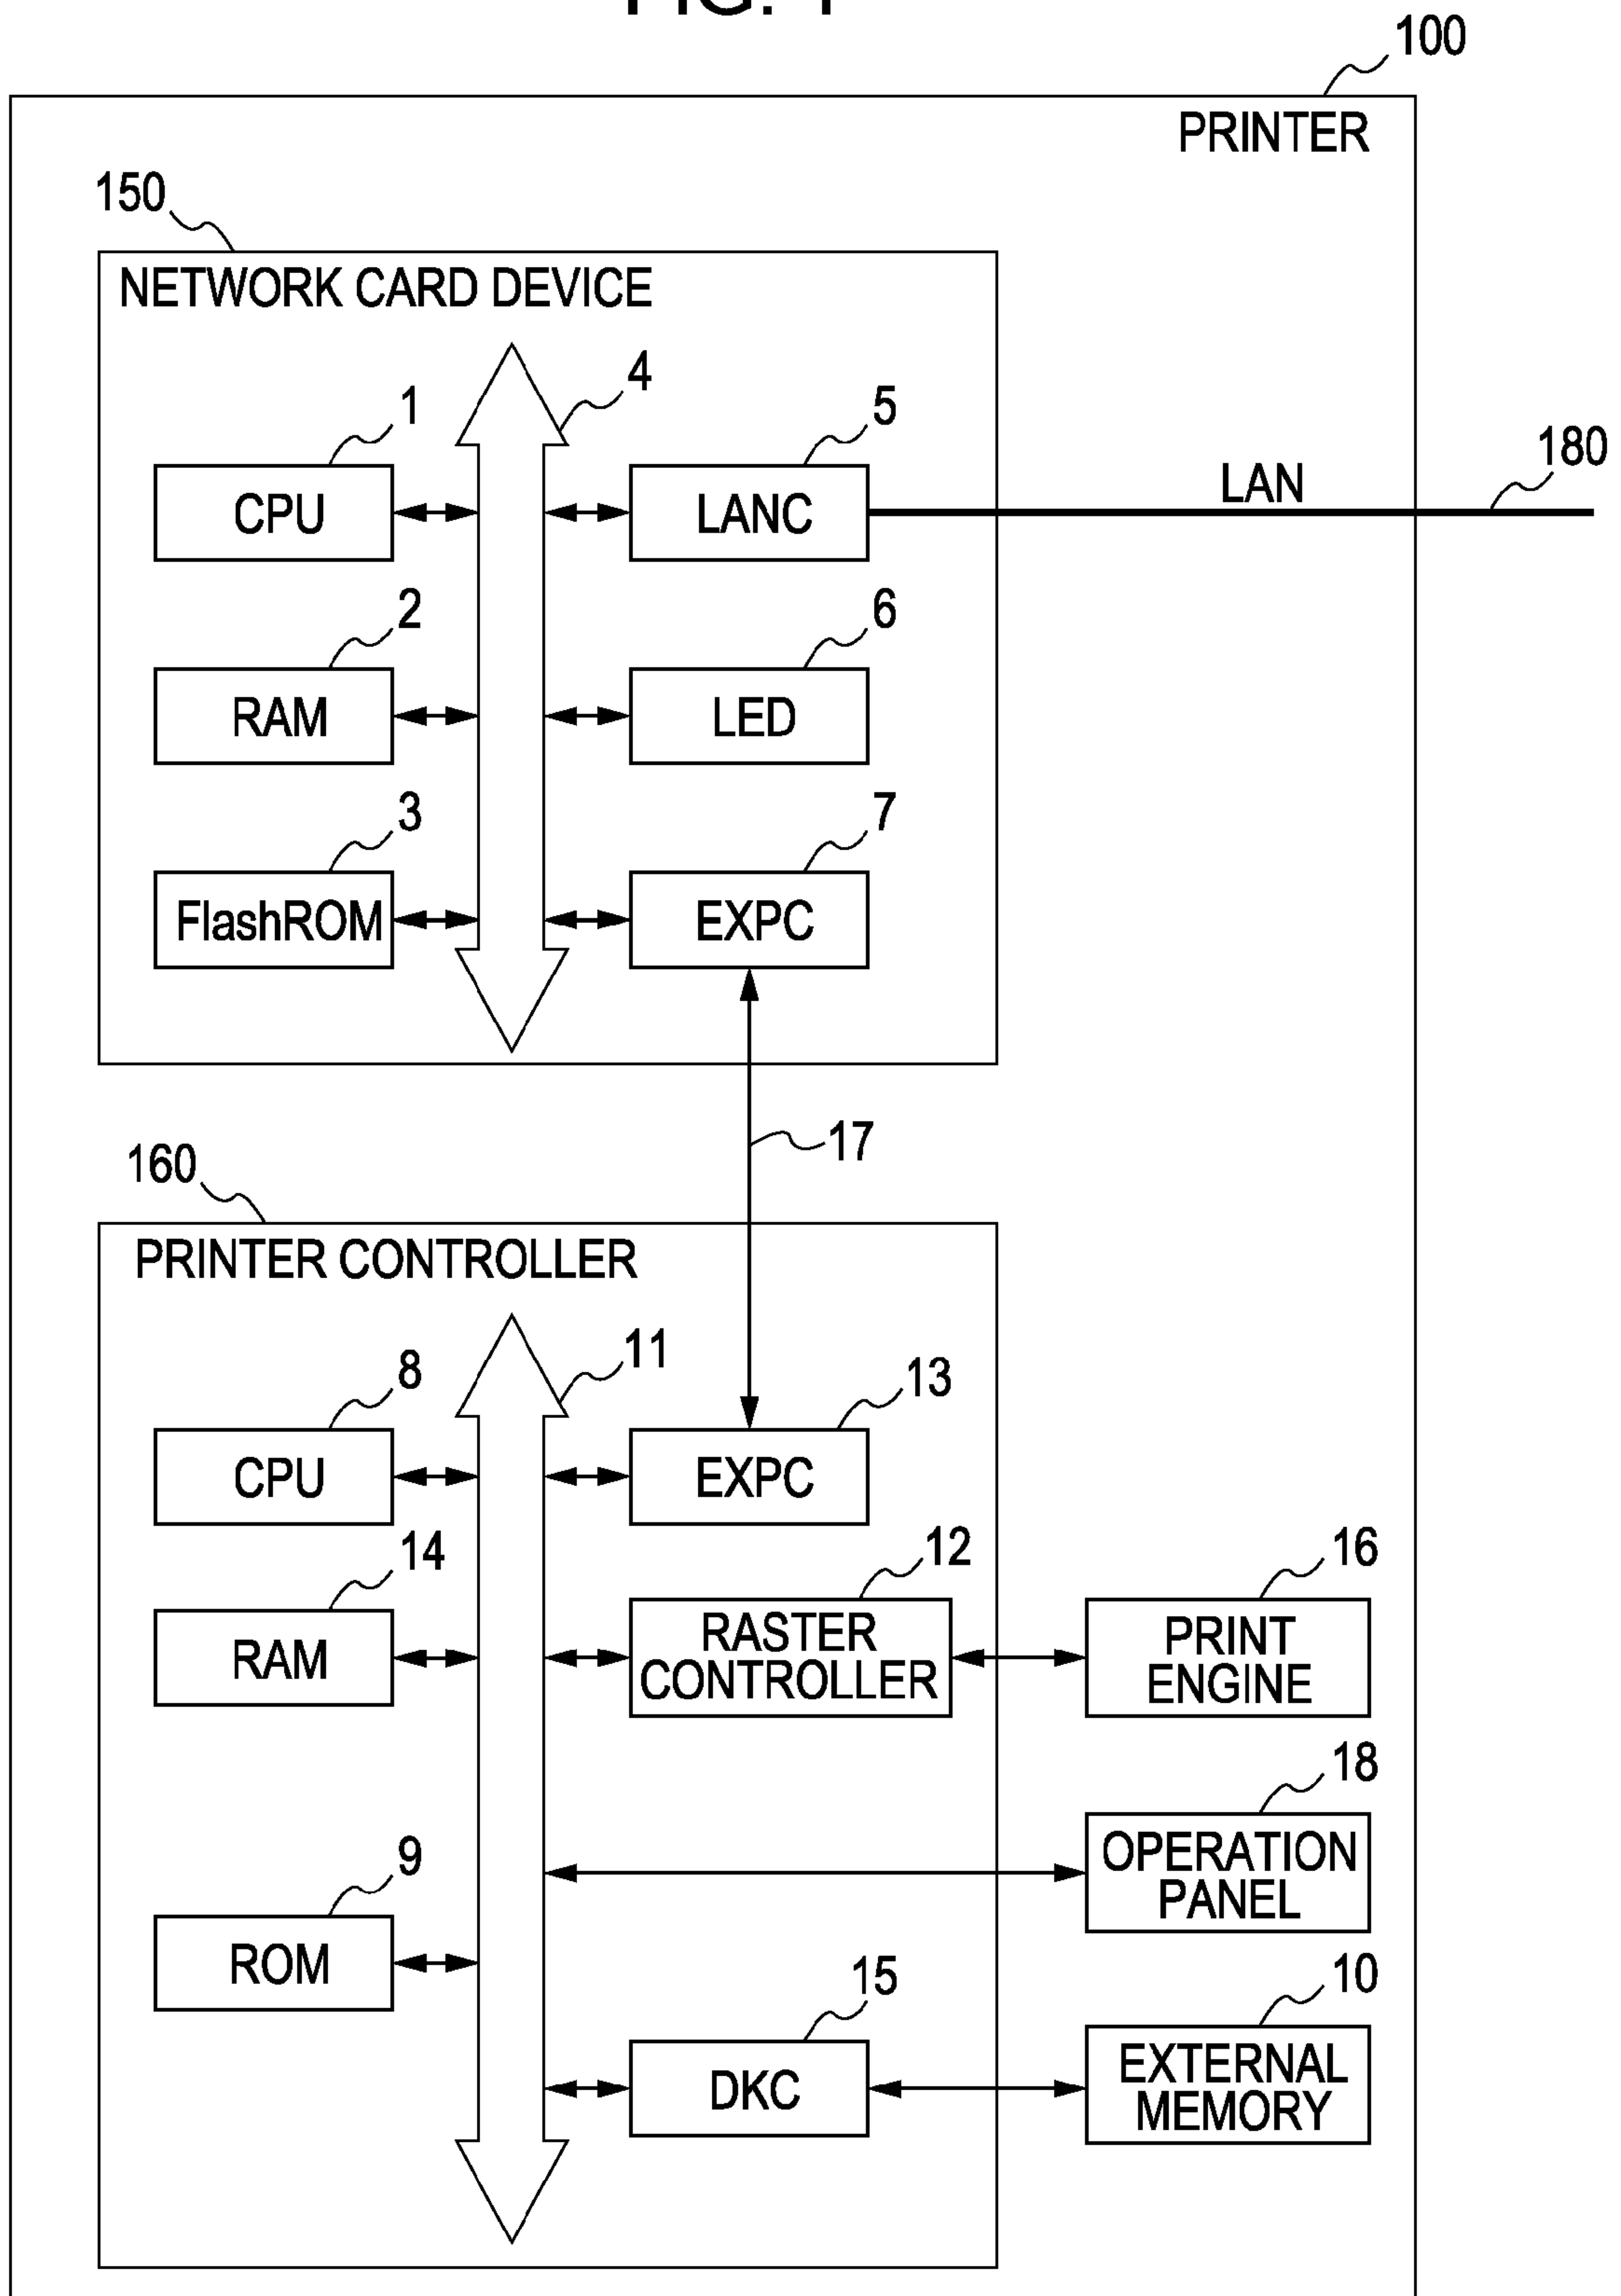 100
PRINTER
150
NETWORK CARD DEVICE
4
1
5
180
LAN
CPU
LANC
2
6
RAM
LED
3
7
FlashROM
EXPC
17
160
PRINTER CONTROLLER
11
8
13
CPU
EXPC
14
12
16
RAM
RASTER
CONTROLLER
PRINT
ENGINE
18
OPERATION
PANEL
9
ROM
15
10
DKC
EXTERNAL
MEMORY